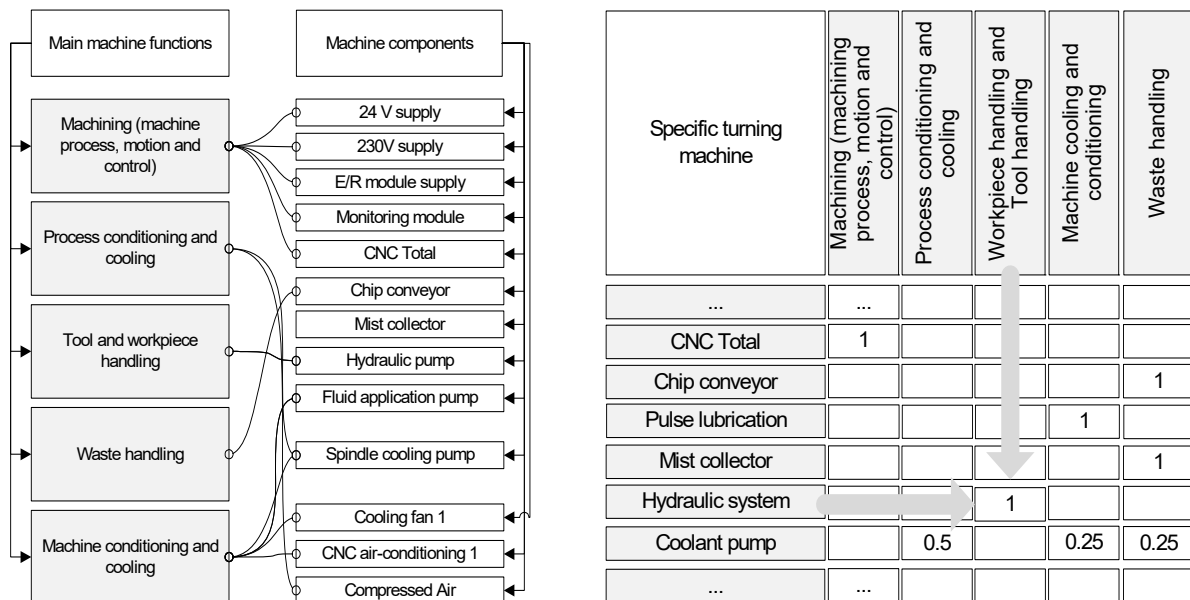 Main machine functions
Machine components
Machining (machine
process, motion and
control)
Process conditioning and
cooling
Tool and workpiece
handling
Waste handling
Machine conditioning and
cooling
24 V supply
230V supply
E/R module supply
Monitoring module
CNC Total
Chip conveyor
Mist collector
Hydraulic pump
Fluid application pump
Spindle cooling pump
Cooling fan 1
CNC air-conditioning 1
Compressed Air
Specific turning
machine
Machining (machining
process, motion and
control)
Process conditioning and
cooling
Workpiece handling and
Tool handling
Machine cooling and
conditioning
Waste handling
... ...
CNC Total 1
Chip conveyor 1
Pulse lubrication 1
Mist collector 1
Hydraulic system 1
Coolant pump 0.5 0.25 0.25
... ...